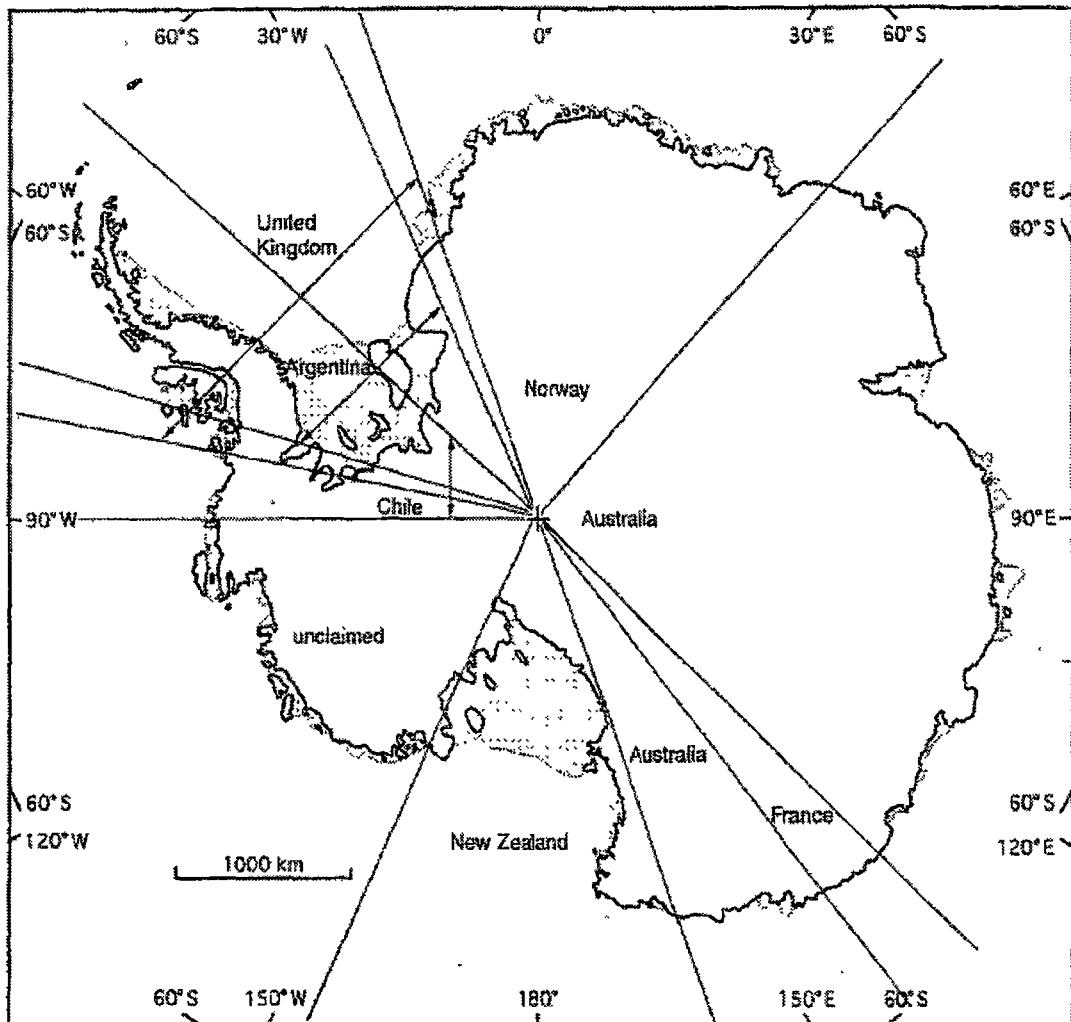 60°S 30°W 0° 30°E 60°S
60°W
60°S
60°E
60°S
United
Kingdom
Argentina
Norway
Chile
90°W
Australia
90°E
unclaimed
Australia
France
New Zealand
60°S
120°W
60°S
120°E
1000 km
60°S 150°W 180° 150°E 60°S